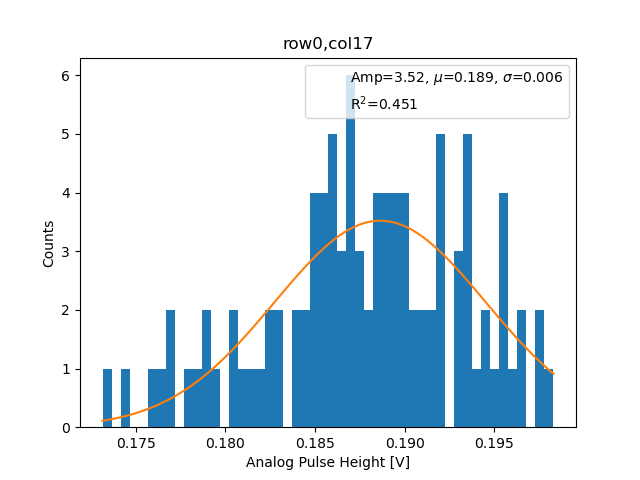 row0,col17
Amp=3.52, μ=0.189, σ=0.006
R²=0.451
6
5
4
3
2
1
0
Counts
0.175 0.180 0.185 0.190 0.195
Analog Pulse Height [V]